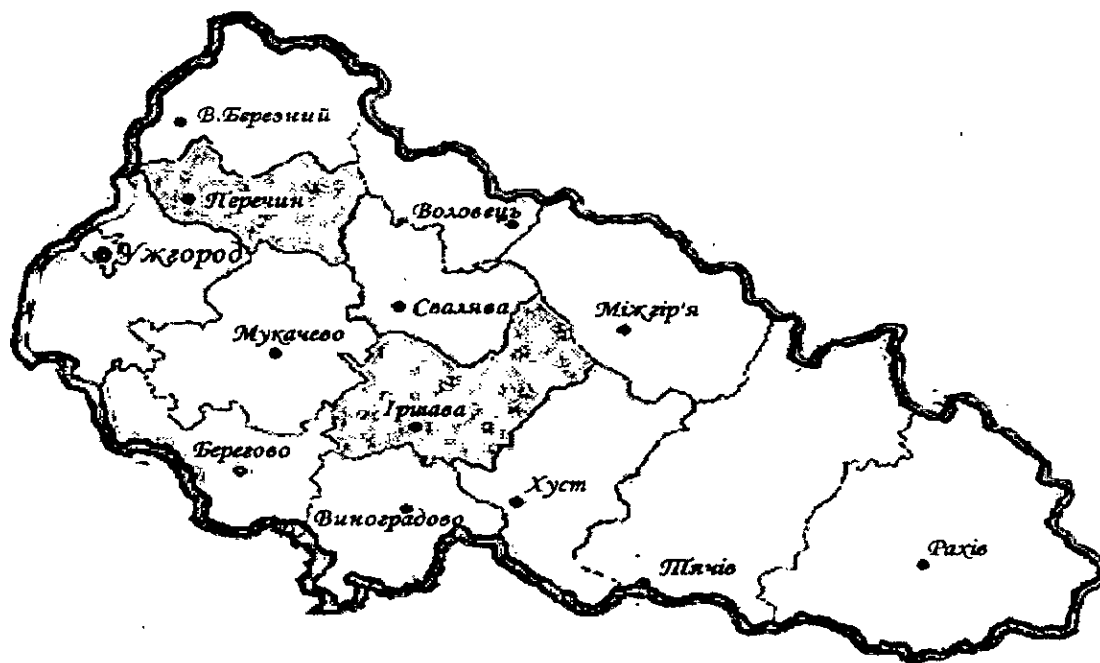 В.Березний
Перечин
Воловець
Ужгород
Свалява
Міжгір'я
Мукачево
Іршава
Берегово
Хуст
Виноградово
Тячів
Рахів